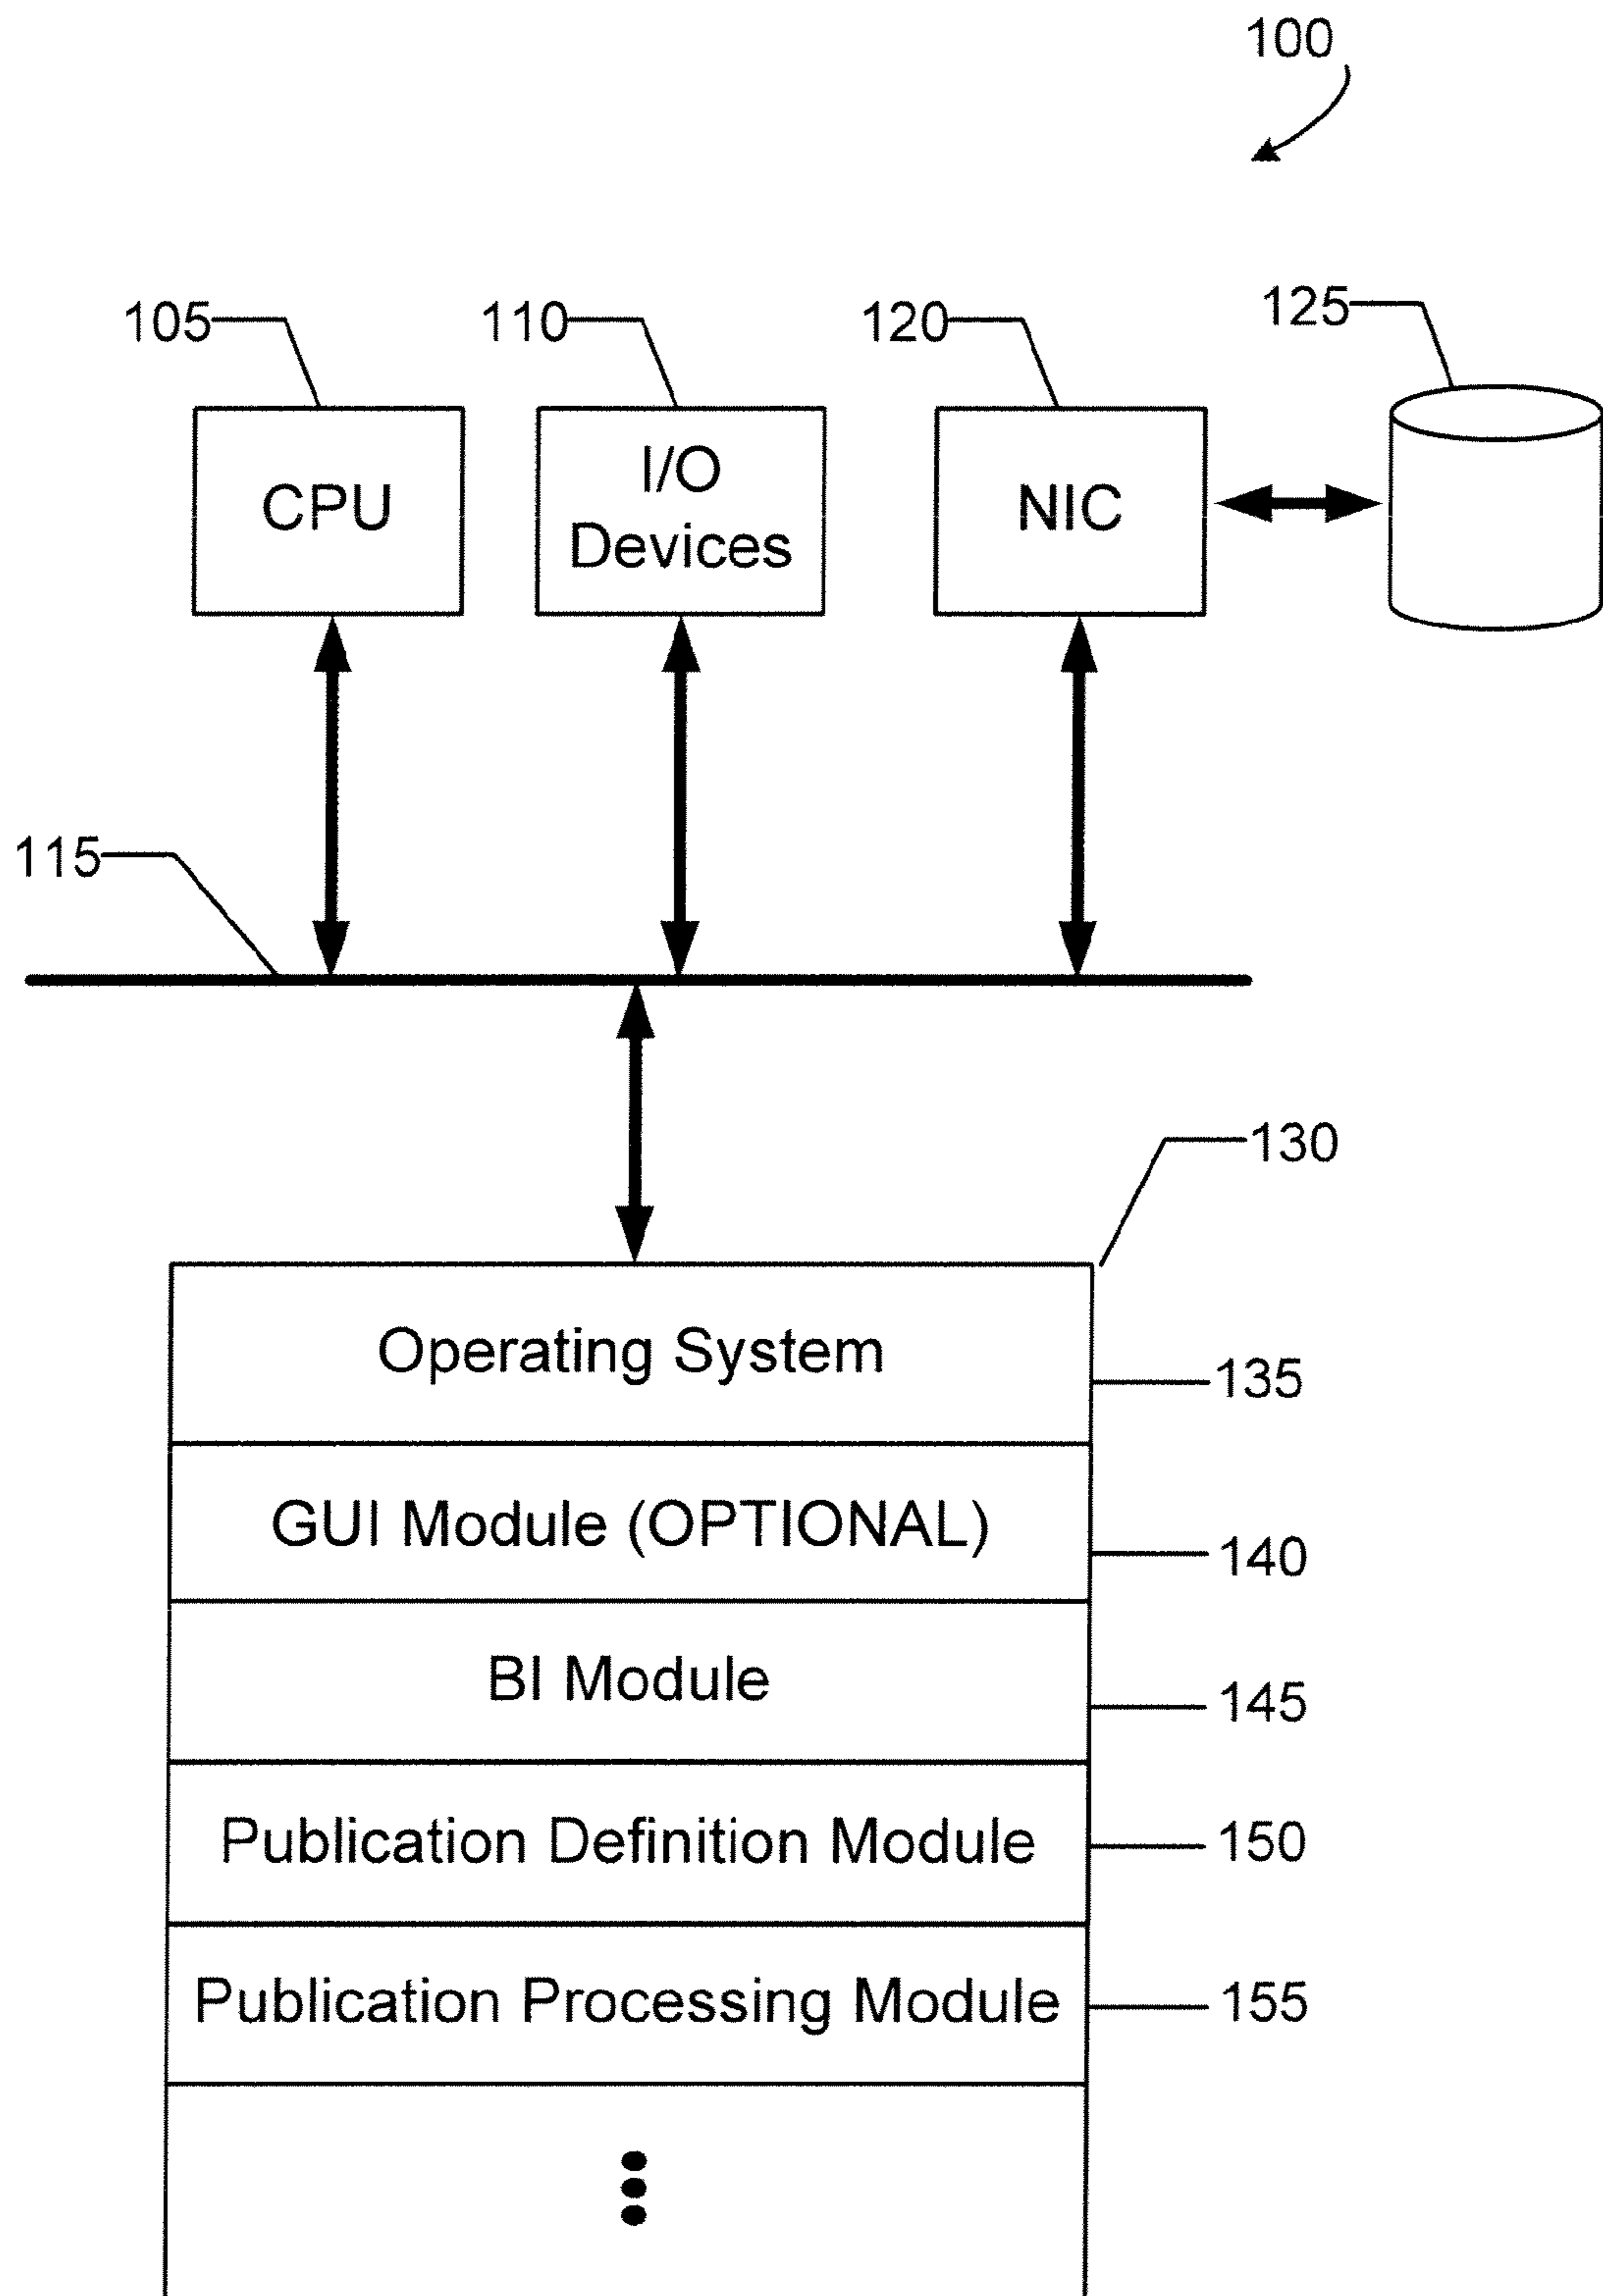 100
105
110
120
125
CPU
I/O
Devices
NIC
115
130
Operating System
135
GUI Module (OPTIONAL)
140
BI Module
145
Publication Definition Module
150
Publication Processing Module
155